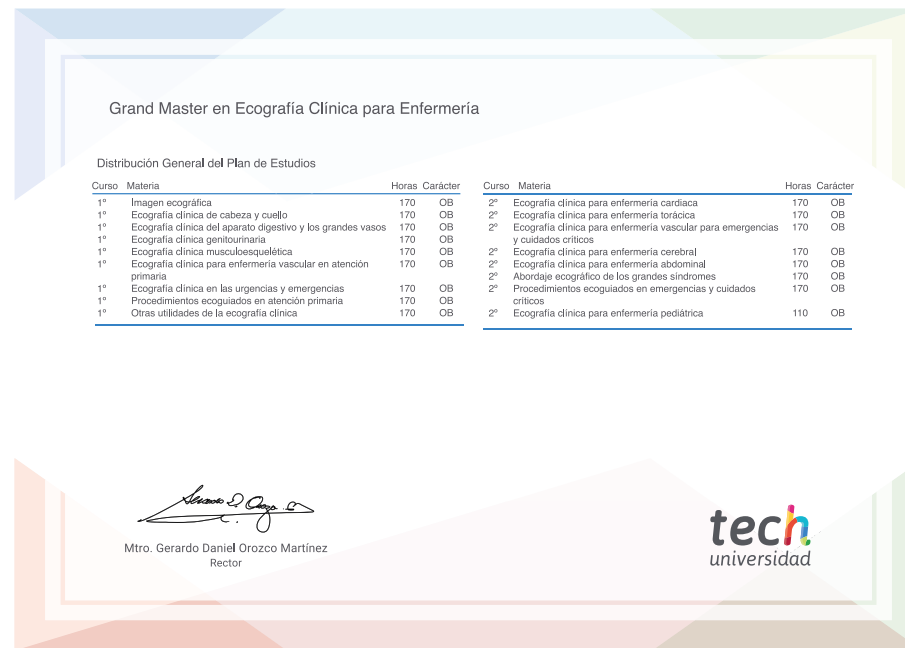 Grand Master en Ecografía Clínica para Enfermería
Distribución General del Plan de Estudios
Curso Materia Horas Carácter
1º Imagen ecográfica 170 OB
1º Ecografía clínica de cabeza y cuello 170 OB
1º Ecografía clínica del aparato digestivo y los grandes vasos 170 OB
1º Ecografía clínica genitourinaria 170 OB
1º Ecografía clínica musculoesquelética 170 OB
1º Ecografía clínica para enfermería vascular en atención 170 OB
primaria
1º Ecografía clínica en las urgencias y emergencias 170 OB
1º Procedimientos ecoguiados en atención primaria 170 OB
1º Otras utilidades de la ecografía clínica 170 OB
Curso Materia Horas Carácter
2º Ecografía clínica para enfermería cardiaca 170 OB
2º Ecografía clínica para enfermería torácica 170 OB
2º Ecografía clínica para enfermería vascular para emergencias 170 OB
y cuidados críticos
2º Ecografía clínica para enfermería cerebral 170 OB
2º Ecografía clínica para enfermería abdominal 170 OB
2º Abordaje ecográfico de los grandes síndromes 170 OB
2º Procedimientos ecoguiados en emergencias y cuidados 170 OB
críticos
2º Ecografía clínica para enfermería pediátrica 110 OB
Mtro. Gerardo Daniel Orozco Martínez
Rector
tech
universidad